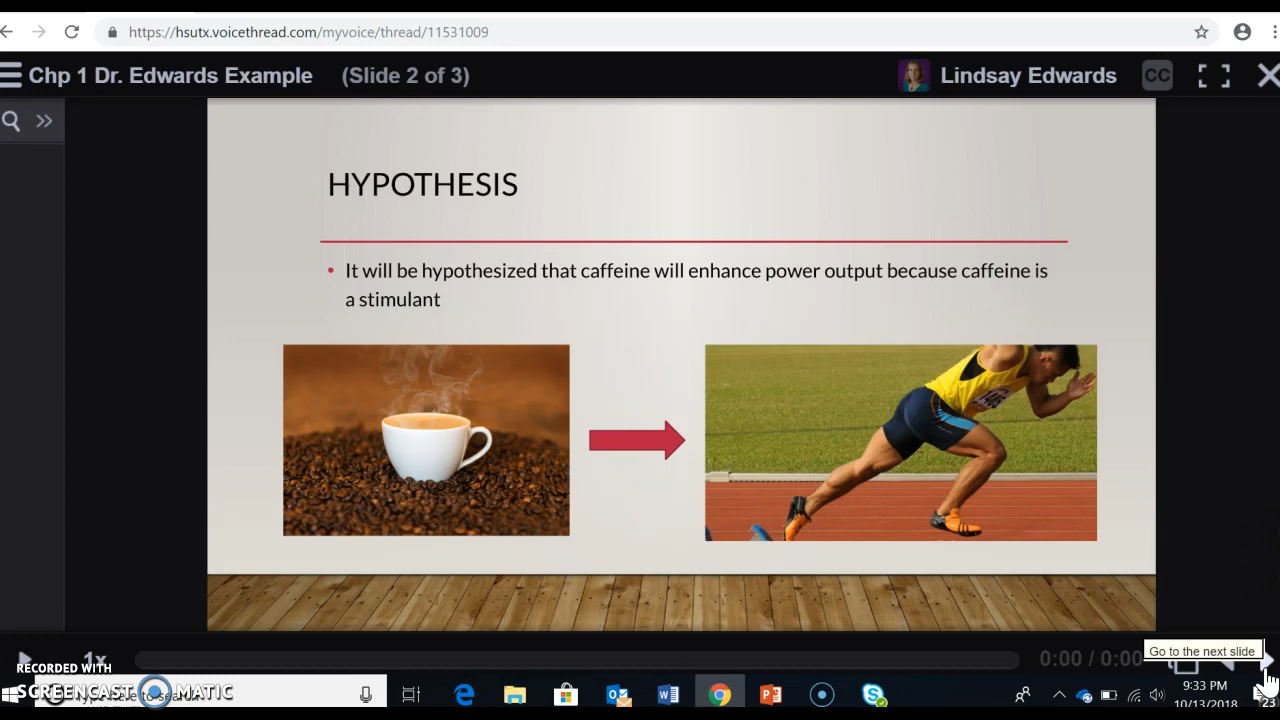 https://hsutx.voicethread.com/myvoice/thread/11531009
Chp 1 Dr. Edwards Example (Slide 2 of 3) Lindsay Edwards CC
HYPOTHESIS
• It will be hypothesized that caffeine will enhance power output because caffeine is
a stimulant
1x 0:00 / 0:00
Go to the next slide
RECORDED WITH
SCREENCAST MATIC
9:33 PM
10/13/2018
23